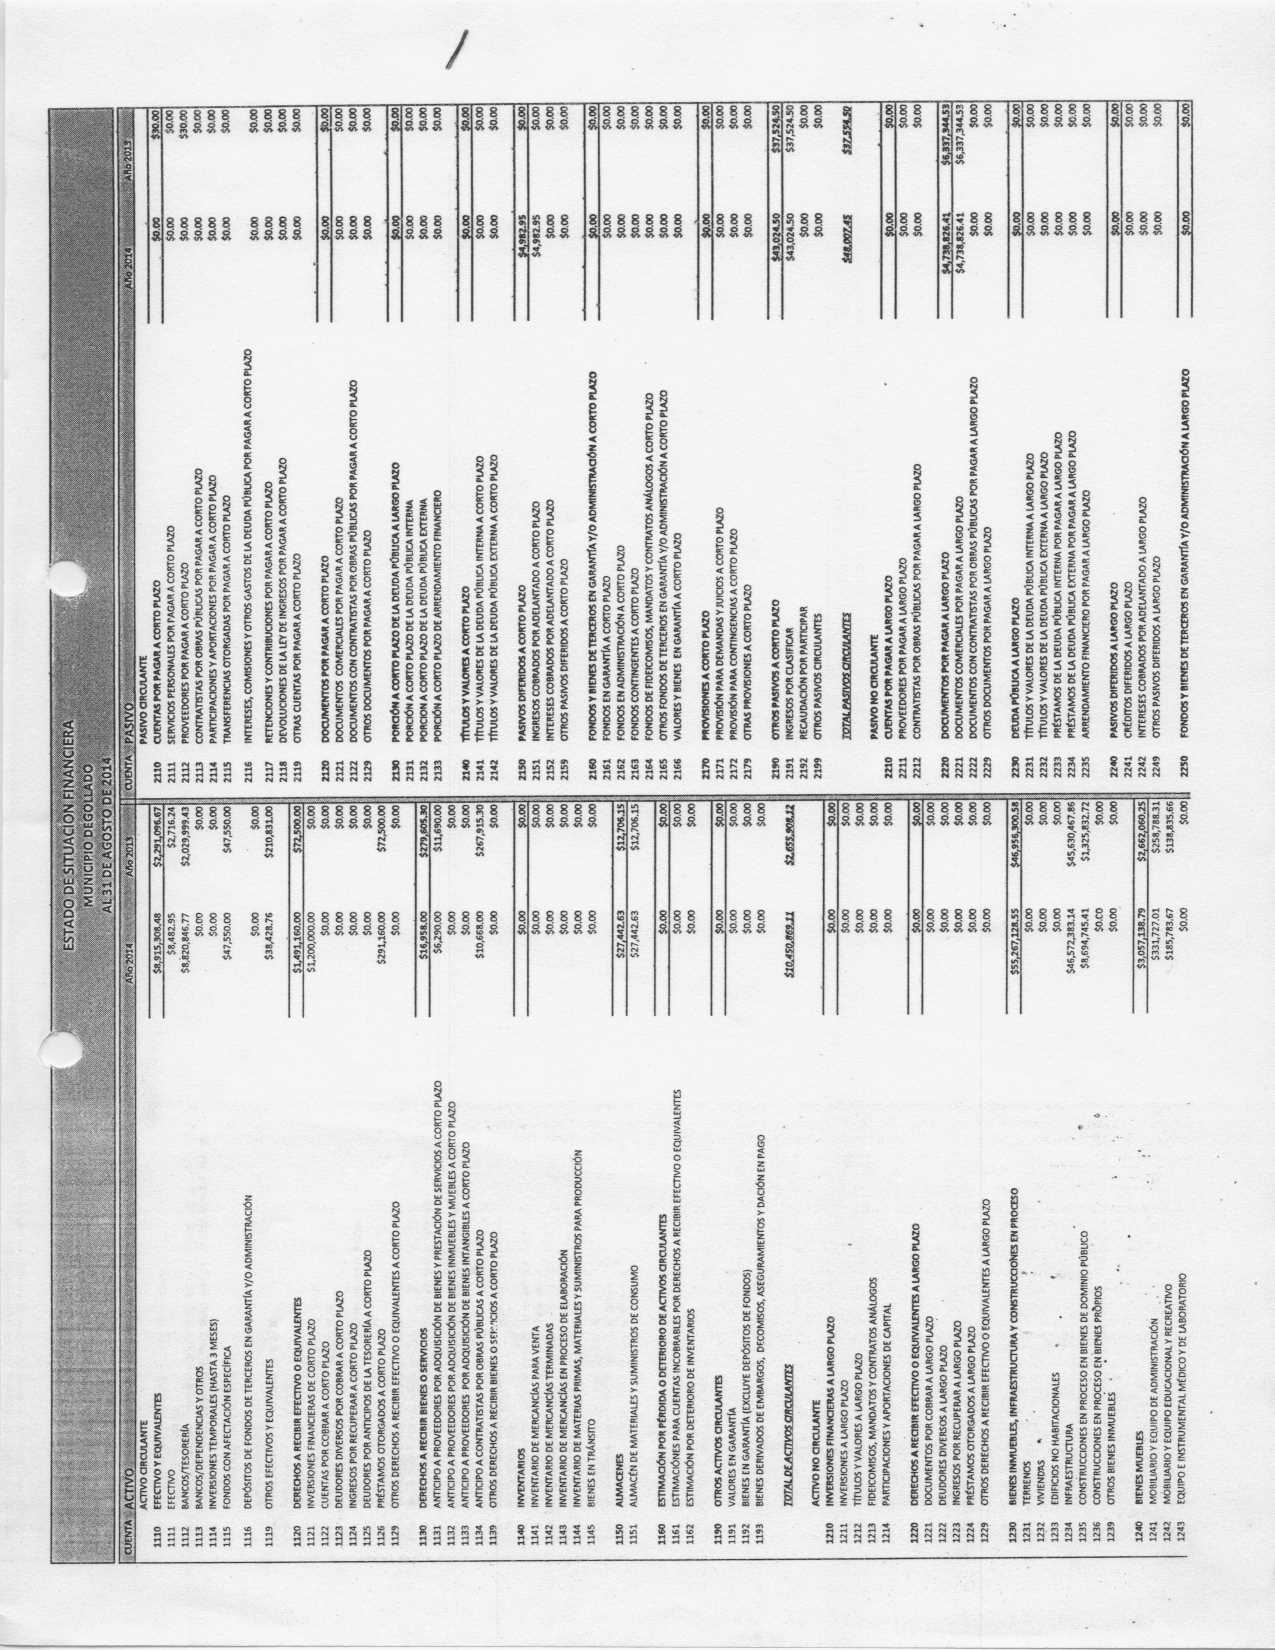 ESTADO DE SITUACION FINANCIERA
MUNICIPIO DEGOLLADO
AL 31 DE AGOSTO DE 2014
CUENTA ACTIVO Año 2014 Año 2013
ACTIVO CIRCULANTE
1110 EFECTIVO Y EQUIVALENTES $8,915,308.48 $2,291,096.67
1111 EFECTIVO $8,482.95 $2,716.24
1112 BANCOS/TESORERÍA $8,820,846.77 $2,029,999.43
1113 BANCOS/DEPENDENCIAS Y OTROS $0.00 $0.00
1114 INVERSIONES TEMPORALES (HASTA 3 MESES) $0.00 $0.00
1115 FONDOS CON AFECTACIÓN ESPECÍFICA $47,550.00 $47,550.00
1116 DEPÓSITOS DE FONDOS DE TERCEROS EN GARANTÍA Y/O ADMINISTRACIÓN $0.00 $0.00
1119 OTROS EFECTIVOS Y EQUIVALENTES $38,428.76 $210,831.00
1120 DERECHOS A RECIBIR EFECTIVO O EQUIVALENTES $1,491,160.00 $72,500.00
1121 INVERSIONES FINANCIERAS DE CORTO PLAZO $1,200,000.00 $0.00
1122 CUENTAS POR COBRAR A CORTO PLAZO $0.00 $0.00
1123 DEUDORES DIVERSOS POR COBRAR A CORTO PLAZO $0.00 $0.00
1124 INGRESOS POR RECUPERAR A CORTO PLAZO $0.00 $0.00
1125 DEUDORES POR ANTICIPOS DE LA TESORERÍA A CORTO PLAZO $0.00 $0.00
1126 PRÉSTAMOS OTORGADOS A CORTO PLAZO $291,160.00 $72,500.00
1129 OTROS DERECHOS A RECIBIR EFECTIVO O EQUIVALENTES A CORTO PLAZO $0.00 $0.00
1130 DERECHOS A RECIBIR BIENES O SERVICIOS $16,958.00 $279,605.30
1131 ANTICIPO A PROVEEDORES POR ADQUISICIÓN DE BIENES Y PRESTACIÓN DE SERVICIOS A CORTO PLAZO $6,290.00 $11,690.00
1132 ANTICIPO A PROVEEDORES POR ADQUISICIÓN DE BIENES INMUEBLES Y MUEBLES A CORTO PLAZO $0.00 $0.00
1133 ANTICIPO A PROVEEDORES POR ADQUISICIÓN DE BIENES INTANGIBLES A CORTO PLAZO $0.00 $0.00
1134 ANTICIPO A CONTRATISTAS POR OBRAS PÚBLICAS A CORTO PLAZO $10,668.00 $267,915.30
1139 OTROS DERECHOS A RECIBIR BIENES O A CORTO PLAZO $0.00 $0.00
1140 INVENTARIOS $0.00 $0.00
1141 INVENTARIO DE MERCANCÍAS PARA VENTA $0.00 $0.00
1142 INVENTARIO DE MERCANCÍAS TERMINADAS $0.00 $0.00
1143 INVENTARIO DE MERCANCÍAS EN PROCESO DE ELABORACIÓN $0.00 $0.00
1144 INVENTARIO DE MATERIAS PRIMAS, MATERIALES Y SUMINISTROS PARA PRODUCCIÓN $0.00 $0.00
1145 BIENES EN TRÁNSITO $0.00 $0.00
1150 ALMACENES $27,442.63 $12,706.15
1151 ALMACÉN DE MATERIALES Y SUMINISTROS DE CONSUMO $27,442.63 $12,706.15
1160 ESTIMACIÓN POR PÉRDIDA O DETERIORO DE ACTIVOS CIRCULANTES $0.00 $0.00
1161 ESTIMACIONES PARA CUENTAS INCOBRABLES POR DERECHOS A RECIBIR EFECTIVO O EQUIVALENTES $0.00 $0.00
1162 ESTIMACIÓN POR DETERIORO DE INVENTARIOS $0.00 $0.00
1190 OTROS ACTIVOS CIRCULANTES $0.00 $0.00
1191 VALORES EN GARANTÍA $0.00 $0.00
1192 BIENES EN GARANTÍA (EXCLUYE DEPÓSITOS DE FONDOS) $0.00 $0.00
1193 BIENES DERIVADOS DE EMBARGOS, DECOMISOS, ASEGURAMIENTOS Y DACIÓN EN PAGO $0.00 $0.00
TOTAL DE ACTIVOS CIRCULANTES $10,450,869.11 $2,655,908.12
ACTIVO NO CIRCULANTE
1210 INVERSIONES FINANCIERAS A LARGO PLAZO $0.00 $0.00
1211 INVERSIONES A LARGO PLAZO $0.00 $0.00
1212 TÍTULOS Y VALORES A LARGO PLAZO $0.00 $0.00
1213 FIDECOMISOS, MANDATOS Y CONTRATOS ANÁLOGOS $0.00 $0.00
1214 PARTICIPACIONES Y APORTACIONES DE CAPITAL $0.00 $0.00
1220 DERECHOS A RECIBIR EFECTIVO O EQUIVALENTES A LARGO PLAZO $0.00 $0.00
1221 DOCUMENTOS POR COBRAR A LARGO PLAZO $0.00 $0.00
1222 DEUDORES DIVERSOS A LARGO PLAZO $0.00 $0.00
1223 INGRESOS POR RECUPERAR A LARGO PLAZO $0.00 $0.00
1224 PRÉSTAMOS OTORGADOS A LARGO PLAZO $0.00 $0.00
1229 OTROS DERECHOS A RECIBIR EFECTIVO O EQUIVALENTES A LARGO PLAZO $0.00 $0.00
1230 BIENES INMUEBLES, INFRAESTRUCTURA Y CONSTRUCCIONES EN PROCESO $55,267,128.55 $46,956,300.58
1231 TERRENOS $0.00 $0.00
1232 VIVIENDAS $0.00 $0.00
1233 EDIFICIOS NO HABITACIONALES $0.00 $0.00
1234 INFRAESTRUCTURA $46,572,383.14 $45,630,467.86
1235 CONSTRUCCIONES EN PROCESO EN BIENES DE DOMINIO PÚBLICO $8,694,745.41 $1,325,832.72
1236 CONSTRUCCIONES EN PROCESO EN BIENES PROPIOS $0.00 $0.00
1239 OTROS BIENES INMUEBLES $0.00 $0.00
1240 BIENES MUEBLES $3,057,138.79 $2,662,060.25
1241 MOBILIARIO Y EQUIPO DE ADMINISTRACIÓN $331,727.01 $258,788.31
1242 MOBILIARIO Y EQUIPO EDUCACIONAL Y RECREATIVO $185,783.67 $138,835.66
1243 EQUIPO E INSTRUMENTAL MÉDICO Y DE LABORATORIO $0.00 $0.00
CUENTA PASIVO Año 2014 Año 2013
PASIVO CIRCULANTE
2110 CUENTAS POR PAGAR A CORTO PLAZO $0.00 $30.00
2111 SERVICIOS PERSONALES POR PAGAR A CORTO PLAZO $0.00 $0.00
2112 PROVEEDORES POR PAGAR A CORTO PLAZO $0.00 $30.00
2113 CONTRATISTAS POR OBRAS PÚBLICAS POR PAGAR A CORTO PLAZO $0.00 $0.00
2114 PARTICIPACIONES Y APORTACIONES POR PAGAR A CORTO PLAZO $0.00 $0.00
2115 TRANSFERENCIAS OTORGADAS POR PAGAR A CORTO PLAZO $0.00 $0.00
2116 INTERESES, COMISIONES Y OTROS GASTOS DE LA DEUDA PÚBLICA POR PAGAR A CORTO PLAZO $0.00 $0.00
2117 RETENCIONES Y CONTRIBUCIONES POR PAGAR A CORTO PLAZO $0.00 $0.00
2118 DEVOLUCIONES DE LA LEY DE INGRESOS POR PAGAR A CORTO PLAZO $0.00 $0.00
2119 OTRAS CUENTAS POR PAGAR A CORTO PLAZO $0.00 $0.00
2120 DOCUMENTOS POR PAGAR A CORTO PLAZO $0.00 $0.00
2121 DOCUMENTOS COMERCIALES POR PAGAR A CORTO PLAZO $0.00 $0.00
2122 DOCUMENTOS CON CONTRATISTAS POR OBRAS PÚBLICAS POR PAGAR A CORTO PLAZO $0.00 $0.00
2129 OTROS DOCUMENTOS POR PAGAR A CORTO PLAZO $0.00 $0.00
2130 PORCIÓN A CORTO PLAZO DE LA DEUDA PÚBLICA A LARGO PLAZO $0.00 $0.00
2131 PORCIÓN A CORTO PLAZO DE LA DEUDA PÚBLICA INTERNA $0.00 $0.00
2132 PORCION A CORTO PLAZO DE LA DEUDA PÚBLICA EXTERNA $0.00 $0.00
2133 PORCIÓN A CORTO PLAZO DE ARRENDAMIENTO FINANCIERO $0.00 $0.00
2140 TÍTULOS Y VALORES A CORTO PLAZO $0.00 $0.00
2141 TÍTULOS Y VALORES DE LA DEUDA PÚBLICA INTERNA A CORTO PLAZO $0.00 $0.00
2142 TÍTULOS Y VALORES DE LA DEUDA PÚBLICA EXTERNA A CORTO PLAZO $0.00 $0.00
2150 PASIVOS DIFERIDOS A CORTO PLAZO $4,982.95 $0.00
2151 INGRESOS COBRADOS POR ADELANTADO A CORTO PLAZO $4,982.95 $0.00
2152 INTERESES COBRADOS POR ADELANTADO A CORTO PLAZO $0.00 $0.00
2159 OTROS PASIVOS DIFERIDOS A CORTO PLAZO $0.00 $0.00
2160 FONDOS Y BIENES DE TERCEROS EN GARANTÍA Y/O ADMINISTRACIÓN A CORTO PLAZO $0.00 $0.00
2161 FONDOS EN GARANTÍA A CORTO PLAZO $0.00 $0.00
2162 FONDOS EN ADMINISTRACIÓN A CORTO PLAZO $0.00 $0.00
2163 FONDOS CONTINGENTES A CORTO PLAZO $0.00 $0.00
2164 FONDOS DE FIDEICOMISOS, MANDATOS Y CONTRATOS ANÁLOGOS A CORTO PLAZO $0.00 $0.00
2165 OTROS FONDOS DE TERCEROS EN GARANTÍA Y/O ADMINISTRACIÓN A CORTO PLAZO $0.00 $0.00
2166 VALORES Y BIENES EN GARANTÍA A CORTO PLAZO $0.00 $0.00
2170 PROVISIONES A CORTO PLAZO $0.00 $0.00
2171 PROVISIÓN PARA DEMANDAS Y JUICIOS A CORTO PLAZO $0.00 $0.00
2172 PROVISIÓN PARA CONTINGENCIAS A CORTO PLAZO $0.00 $0.00
2179 OTRAS PROVISIONES A CORTO PLAZO $0.00 $0.00
2190 OTROS PASIVOS A CORTO PLAZO $43,024.50 $37,524.50
2191 INGRESOS POR CLASIFICAR $43,024.50 $37,524.50
2192 RECAUDACIÓN POR PARTICIPAR $0.00 $0.00
2199 OTROS PASIVOS CIRCULANTES $0.00 $0.00
TOTAL PASIVOS CIRCULANTES $48,007.45 $37,554.50
PASIVO NO CIRCULANTE
2210 CUENTAS POR PAGAR A LARGO PLAZO $0.00 $0.00
2211 PROVEEDORES POR PAGAR A LARGO PLAZO $0.00 $0.00
2212 CONTRATISTAS POR OBRAS PÚBLICAS POR PAGAR A LARGO PLAZO $0.00 $0.00
2220 DOCUMENTOS POR PAGAR A LARGO PLAZO $4,738,826.41 $6,337,344.53
2221 DOCUMENTOS COMERCIALES POR PAGAR A LARGO PLAZO $4,738,826.41 $6,337,344.53
2222 DOCUMENTOS CON CONTRATISTAS POR OBRAS PÚBLICAS POR PAGAR A LARGO PLAZO $0.00 $0.00
2229 OTROS DOCUMENTOS POR PAGAR A LARGO PLAZO $0.00 $0.00
2230 DEUDA PÚBLICA A LARGO PLAZO $0.00 $0.00
2231 TÍTULOS Y VALORES DE LA DEUDA PÚBLICA INTERNA A LARGO PLAZO $0.00 $0.00
2232 TÍTULOS Y VALORES DE LA DEUDA PÚBLICA EXTERNA A LARGO PLAZO $0.00 $0.00
2233 PRÉSTAMOS DE LA DEUDA PÚBLICA INTERNA POR PAGAR A LARGO PLAZO $0.00 $0.00
2234 PRÉSTAMOS DE LA DEUDA PÚBLICA EXTERNA POR PAGAR A LARGO PLAZO $0.00 $0.00
2235 ARRENDAMIENTO FINANCIERO POR PAGAR A LARGO PLAZO $0.00 $0.00
2240 PASIVOS DIFERIDOS A LARGO PLAZO $0.00 $0.00
2241 CRÉDITOS DIFERIDOS A LARGO PLAZO $0.00 $0.00
2242 INTERESES COBRADOS POR ADELANTADO A LARGO PLAZO $0.00 $0.00
2249 OTROS PASIVOS DIFERIDOS A LARGO PLAZO $0.00 $0.00
2250 FONDOS Y BIENES DE TERCEROS EN GARANTÍA Y/O ADMINISTRACIÓN A LARGO PLAZO $0.00 $0.00